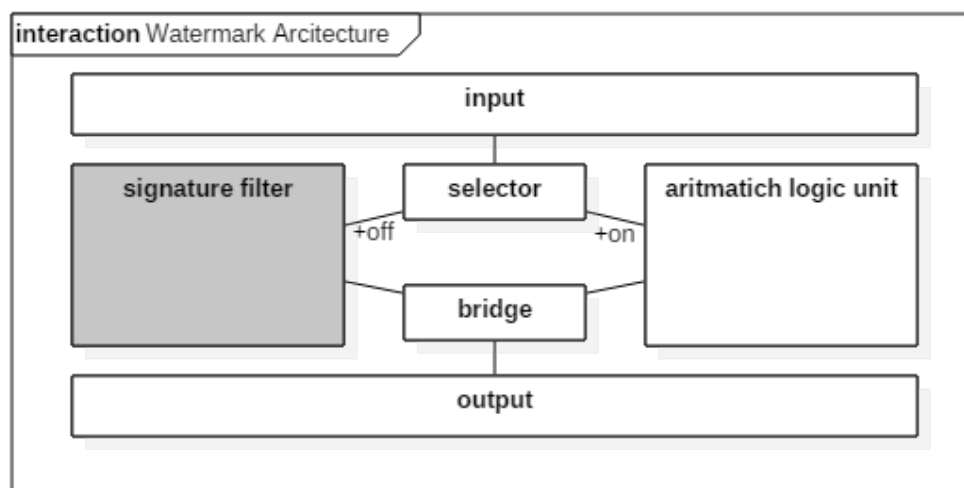 interaction Watermark Arcitecture
input
signature filter
selector
aritmatich logic unit
+off
+on
bridge
output